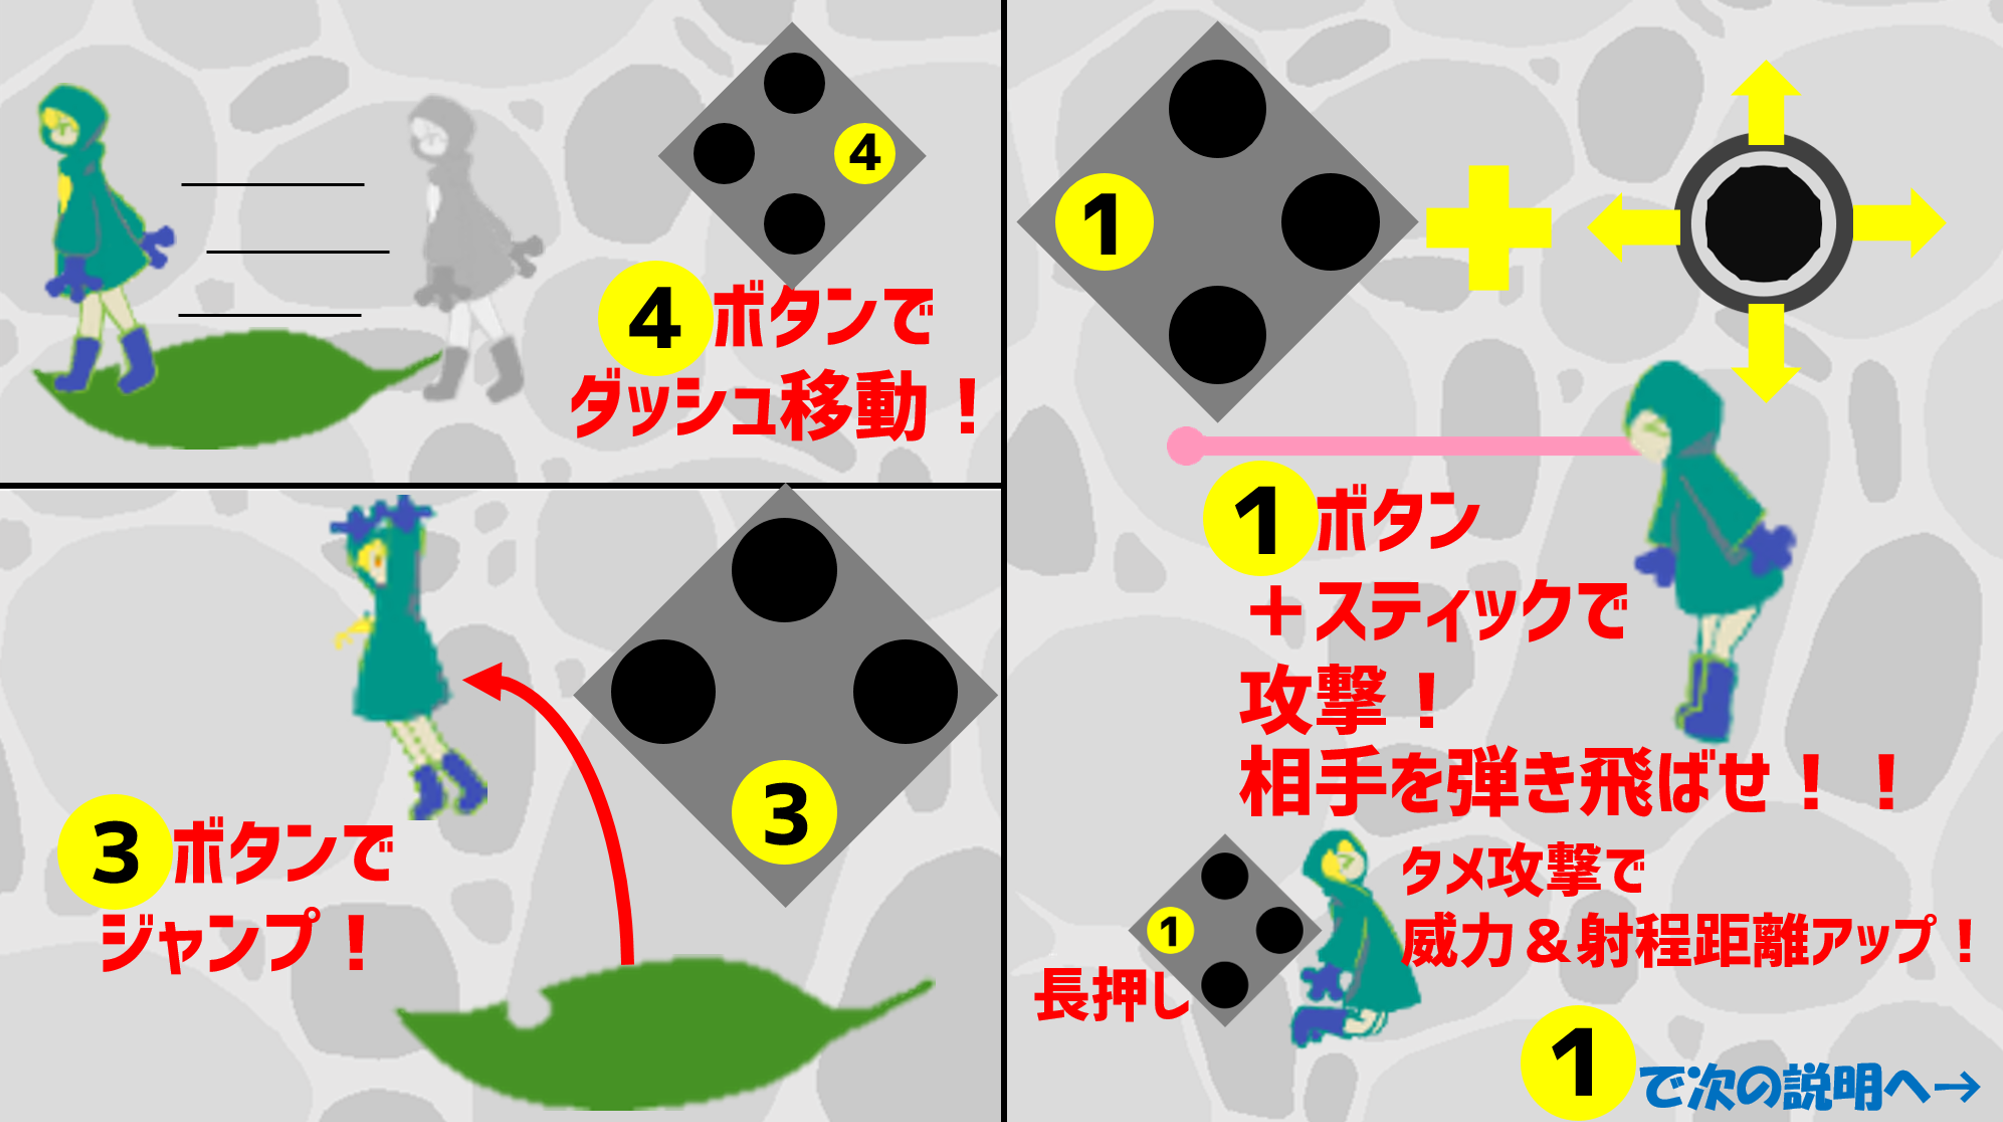 4
4ボタンで
ダッシュ移動！
3
3ボタンで
ジャンプ！
1
1ボタン
＋スティックで
攻撃！
相手を弾き飛ばせ！！
1
長押し
タメ攻撃で
威力＆射程距離アップ！
1で次の説明へ→